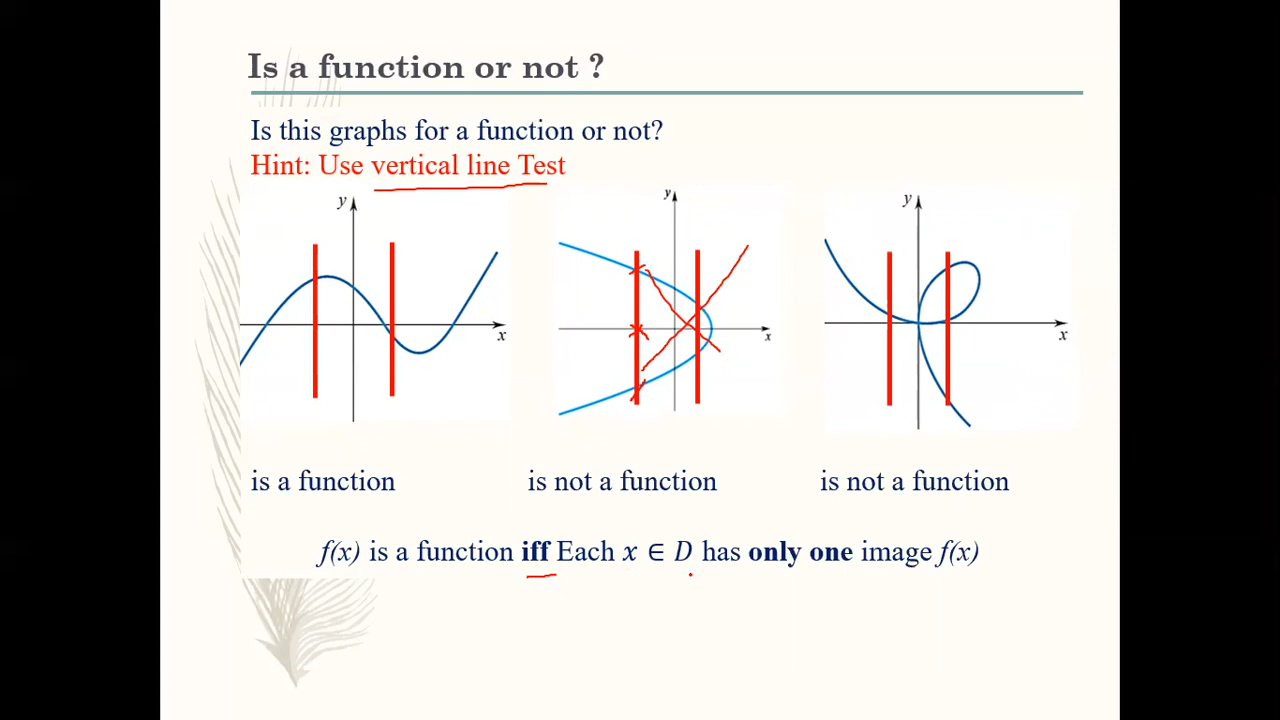 Is a function or not ?
Is this graphs for a function or not?
Hint: Use vertical line Test
y
y
y
x
x
x
is a function
is not a function
is not a function
f(x) is a function iff Each x ∈ D has only one image f(x)